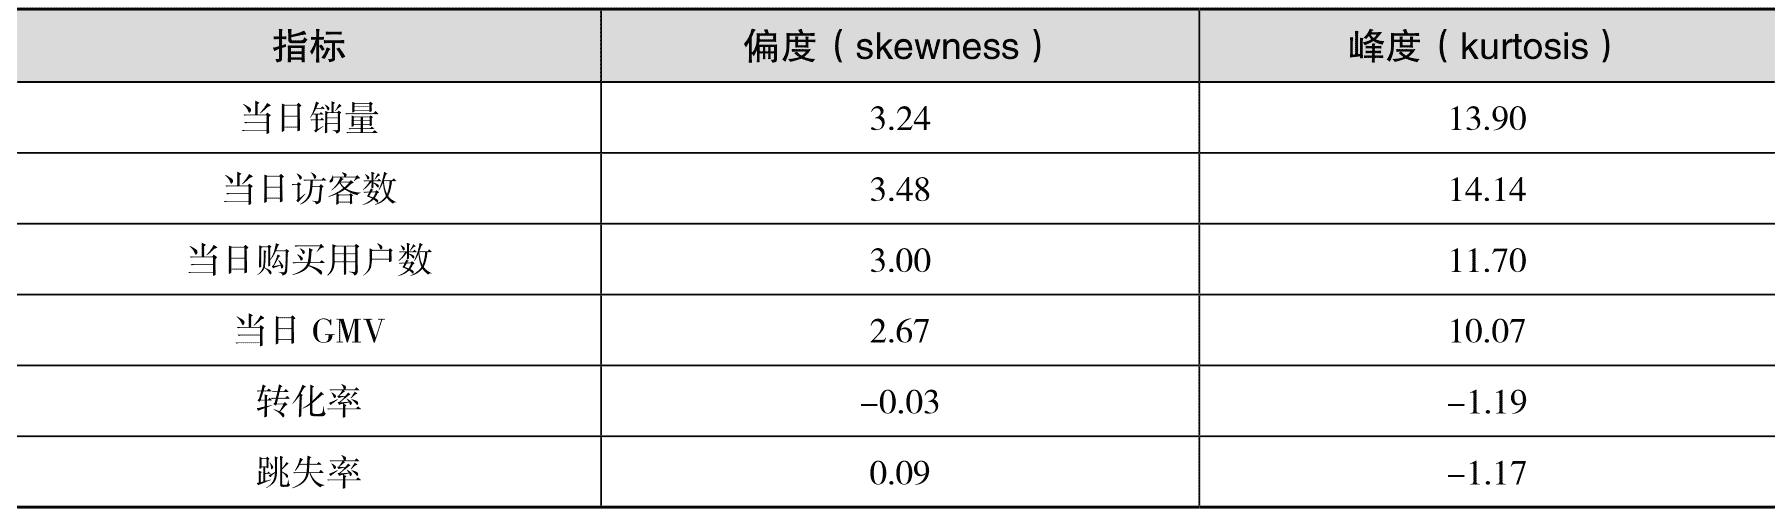 指标 偏度（skewness） 峰度（kurtosis）
当日销量 3.24 13.90
当日访客数 3.48 14.14
当日购买用户数 3.00 11.70
当日 GMV 2.67 10.07
转化率 –0.03 –1.19
跳失率 0.09 –1.17